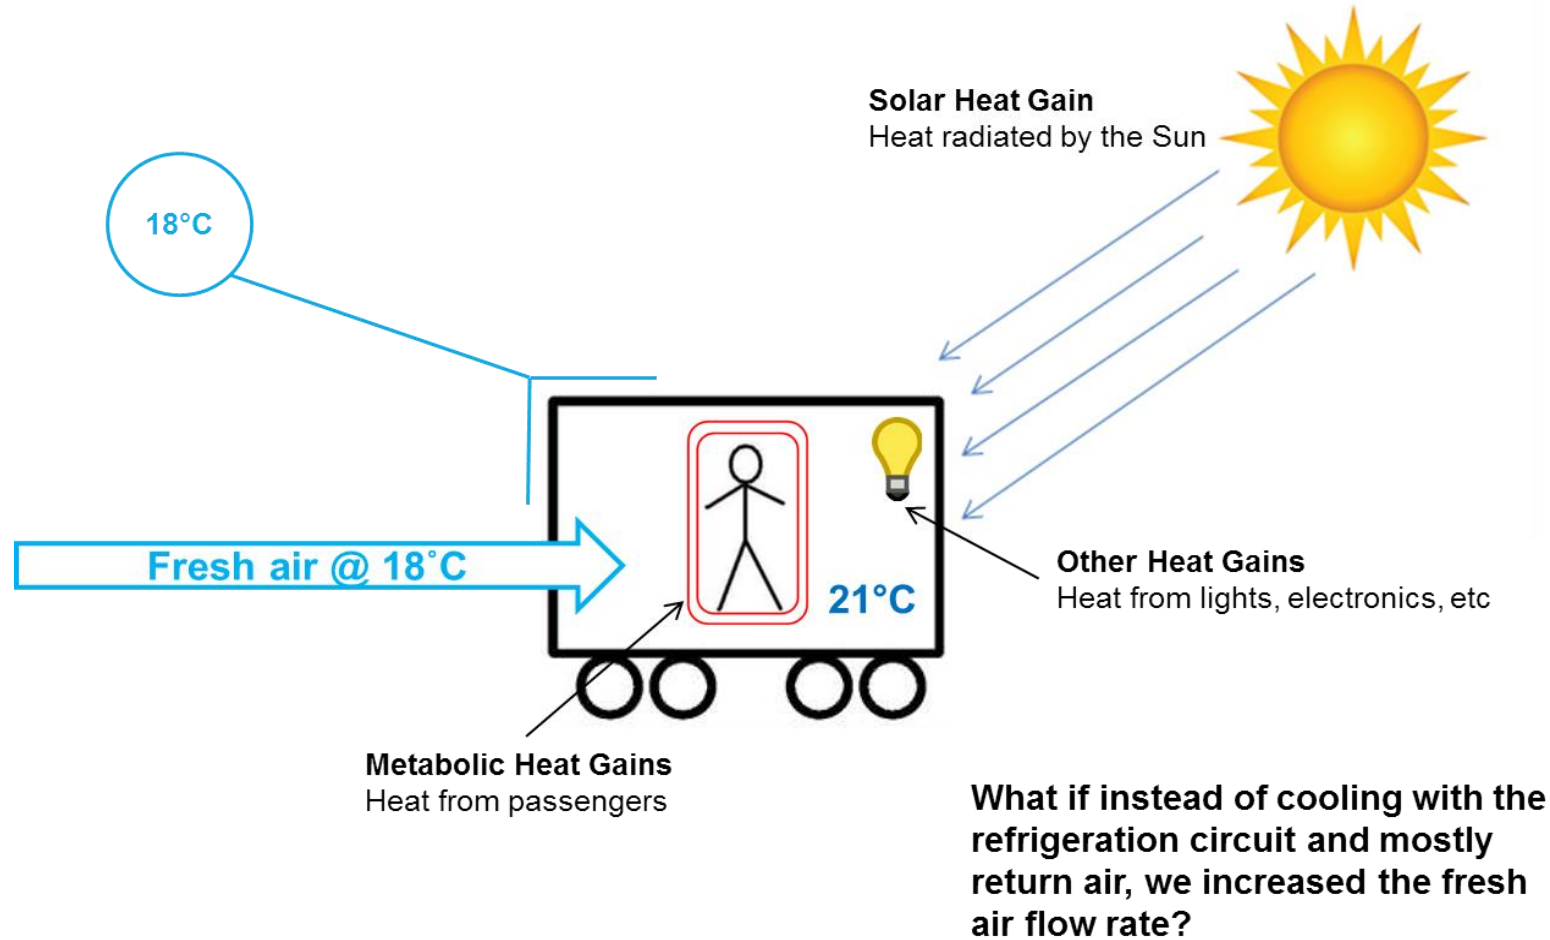 Solar Heat Gain
Heat radiated by the Sun
18°C
Fresh air @ 18°C
21°C
Other Heat Gains
Heat from lights, electronics, etc
Metabolic Heat Gains
Heat from passengers
What if instead of cooling with the
refrigeration circuit and mostly
return air, we increased the fresh
air flow rate?